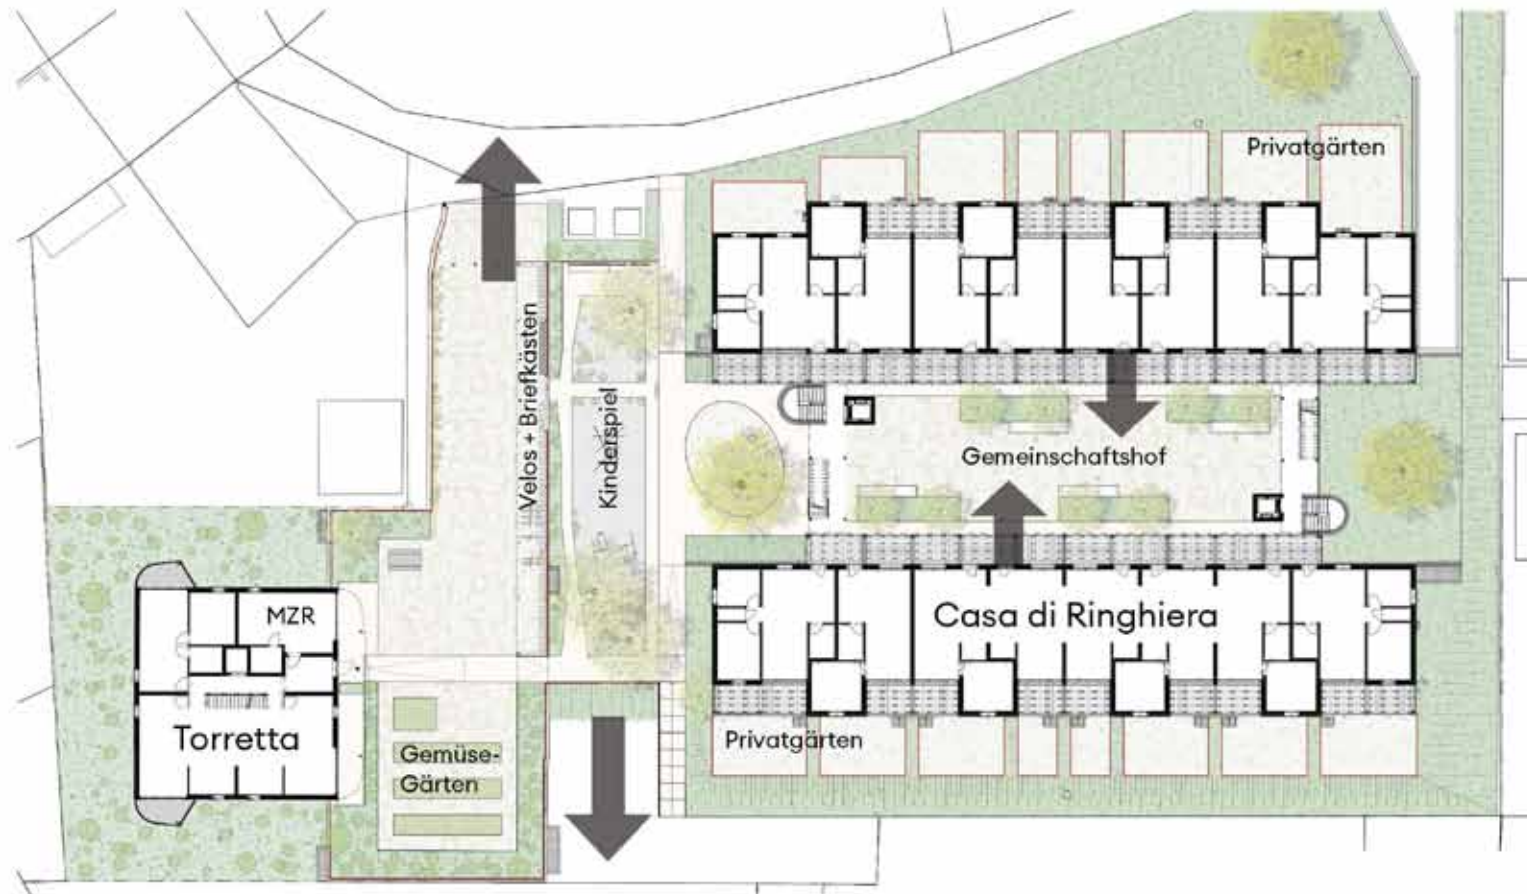 Privatgärten
Velos + Briefkästen
Kinderspiel
Gemeinschaftshof
MZR
Casa di Ringhiera
Torretta
Privatgärten
Gemüse-
Gärten